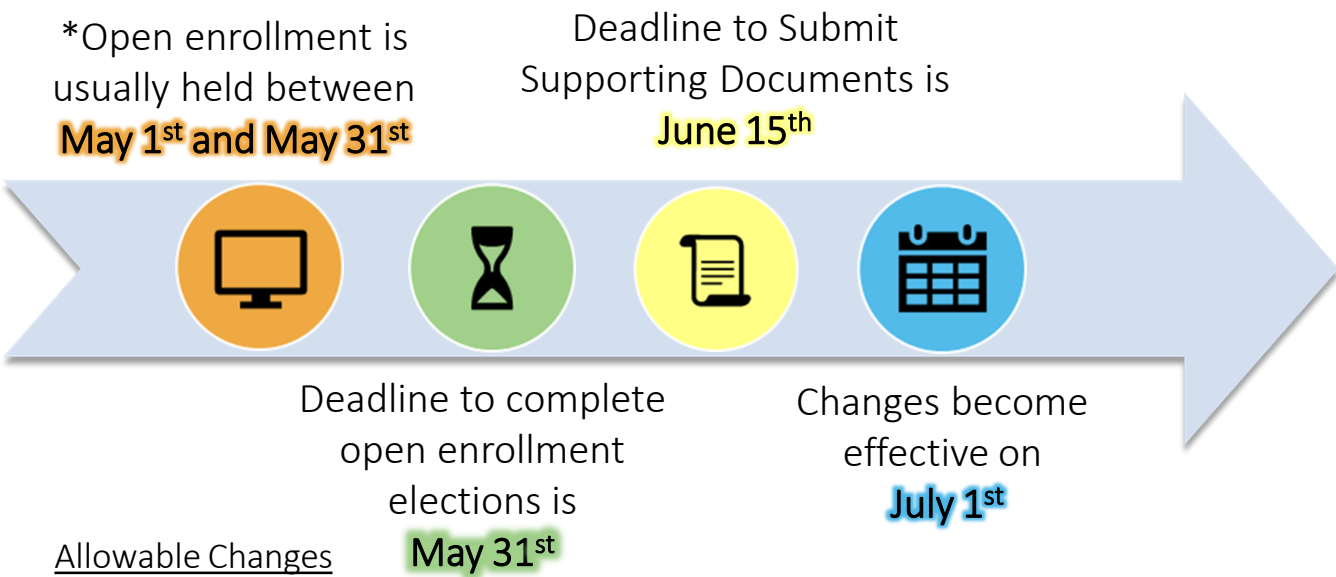 *Open enrollment is
usually held between
May 1st and May 31st
Deadline to Submit
Supporting Documents is
June 15th
Deadline to complete
open enrollment
elections is
May 31st
Changes become
effective on
July 1st
Allowable Changes